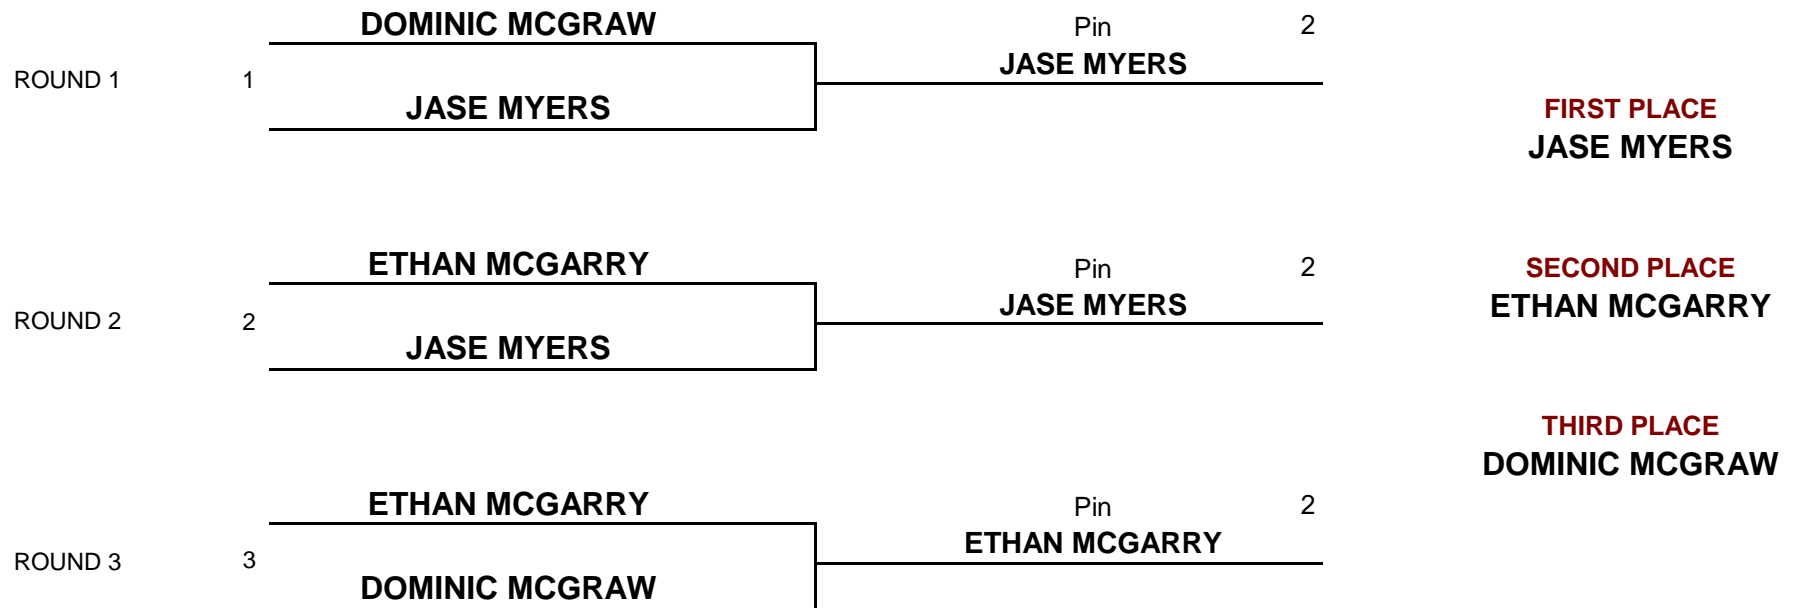 DOMINIC MCGRAW
Pin 2
JASE MYERS
ROUND 1 1
JASE MYERS
FIRST PLACE
JASE MYERS
ETHAN MCGARRY
Pin 2
JASE MYERS
SECOND PLACE
ETHAN MCGARRY
ROUND 2 2
JASE MYERS
THIRD PLACE
DOMINIC MCGRAW
ETHAN MCGARRY
Pin 2
ETHAN MCGARRY
ROUND 3 3
DOMINIC MCGRAW